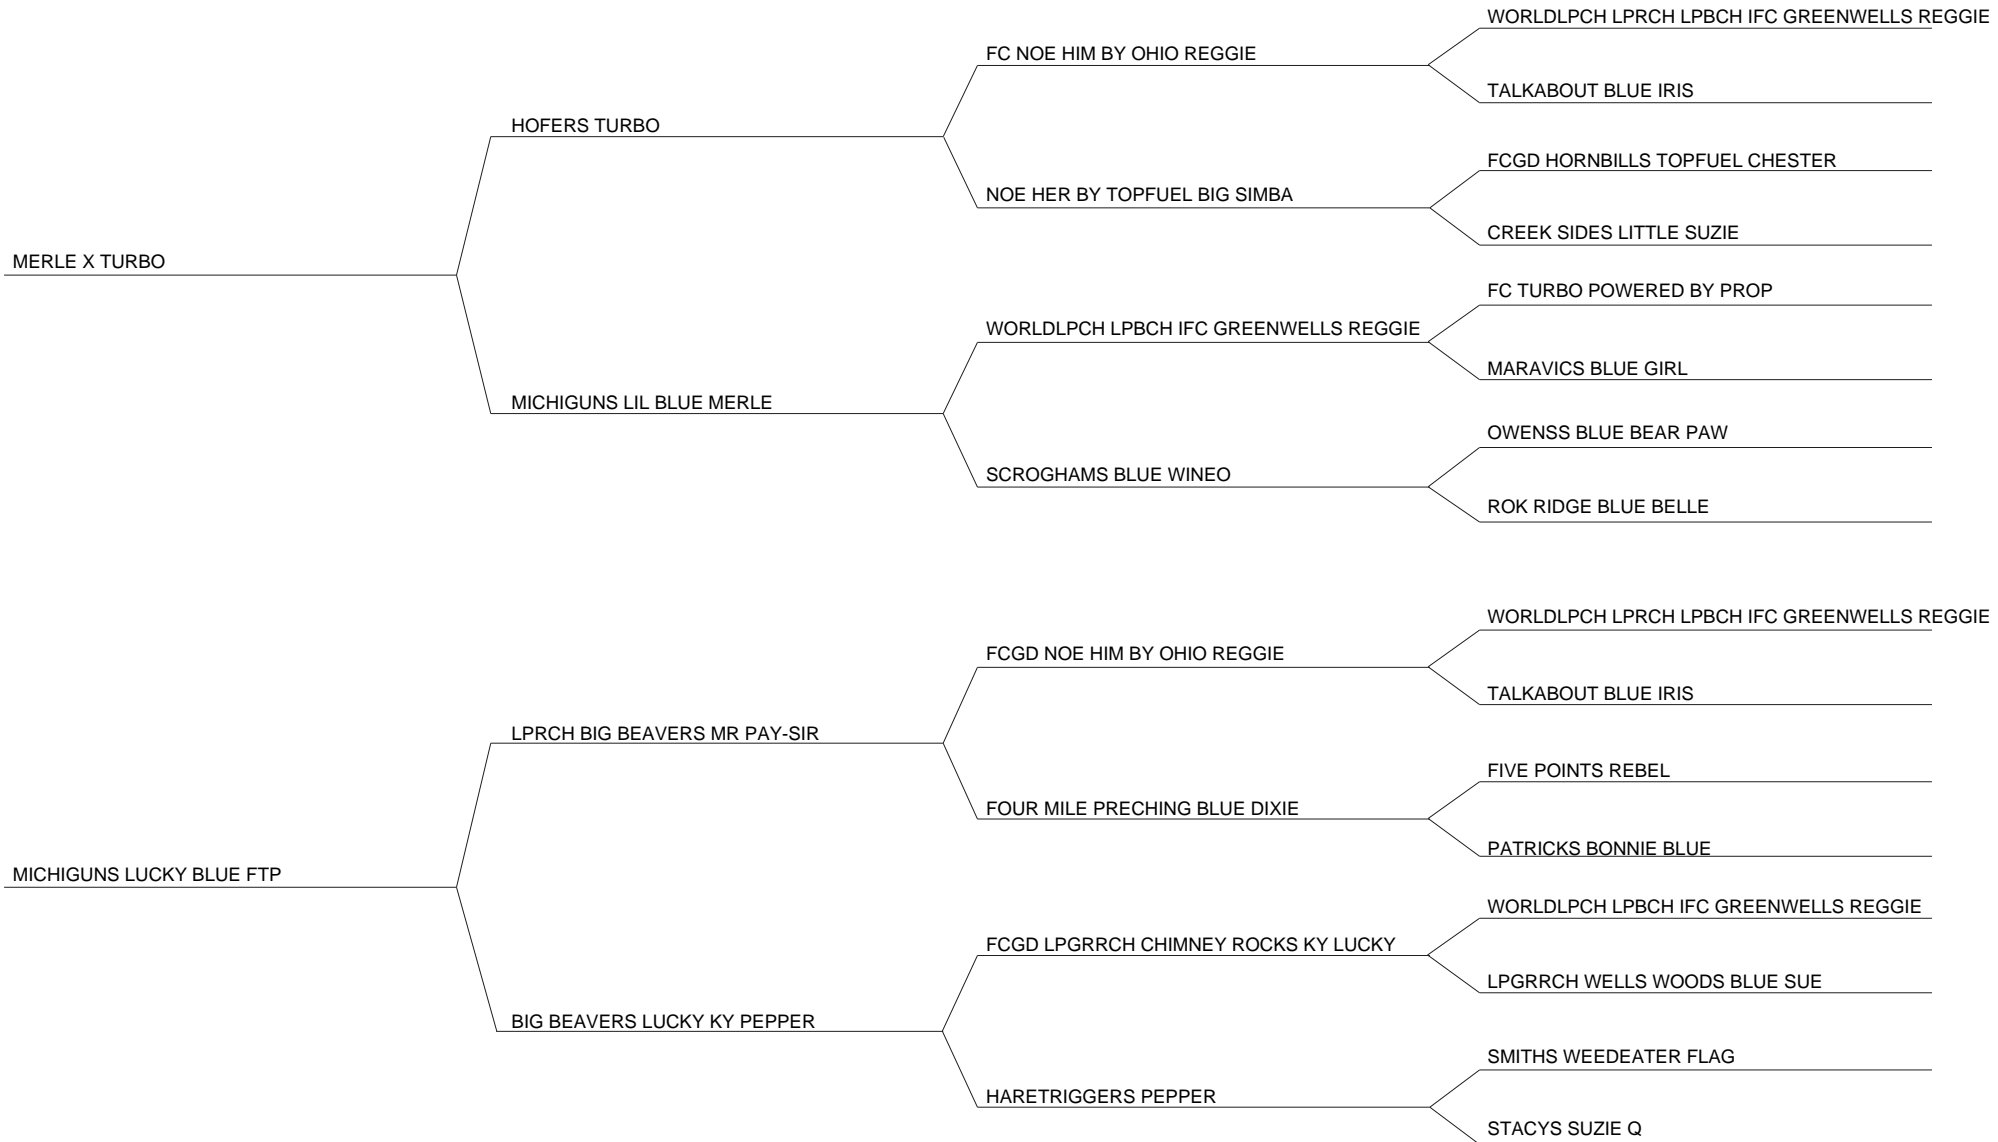 WORLDLPCH LPRCH LPBCH IFC GREENWELLS REGGIE
FC NOE HIM BY OHIO REGGIE
TALKABOUT BLUE IRIS
HOFERS TURBO
FCGD HORNBILLS TOPFUEL CHESTER
NOE HER BY TOPFUEL BIG SIMBA
CREEK SIDES LITTLE SUZIE
MERLE X TURBO
FC TURBO POWERED BY PROP
WORLDLPCH LPBCH IFC GREENWELLS REGGIE
MARAVICS BLUE GIRL
MICHIGUNS LIL BLUE MERLE
OWENSS BLUE BEAR PAW
SCROGHAMS BLUE WINEO
ROK RIDGE BLUE BELLE
WORLDLPCH LPRCH LPBCH IFC GREENWELLS REGGIE
FCGD NOE HIM BY OHIO REGGIE
TALKABOUT BLUE IRIS
LPRCH BIG BEAVERS MR PAY-SIR
FIVE POINTS REBEL
FOUR MILE PRECHING BLUE DIXIE
PATRICKS BONNIE BLUE
MICHIGUNS LUCKY BLUE FTP
WORLDLPCH LPBCH IFC GREENWELLS REGGIE
FCGD LPGRRCH CHIMNEY ROCKS KY LUCKY
LPGRRCH WELLS WOODS BLUE SUE
BIG BEAVERS LUCKY KY PEPPER
SMITHS WEEDEATER FLAG
HARETRIGGERS PEPPER
STACYS SUZIE Q